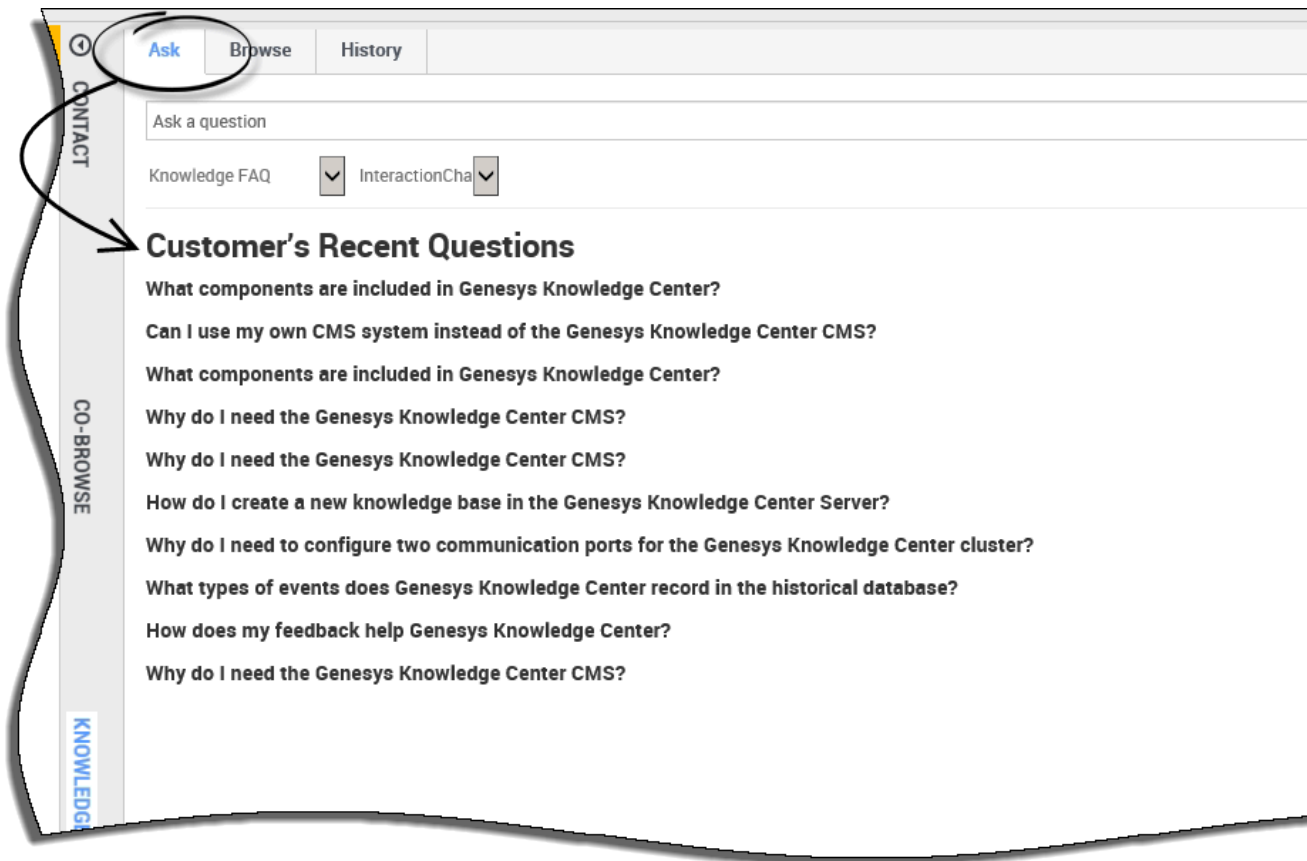 Ask
Browse
History
CONTACT
Ask a question
Knowledge FAQ
InteractionCha
Customer's Recent Questions
What components are included in Genesys Knowledge Center?
Can I use my own CMS system instead of the Genesys Knowledge Center CMS?
What components are included in Genesys Knowledge Center?
Why do I need the Genesys Knowledge Center CMS?
CO-BROWSE
Why do I need the Genesys Knowledge Center CMS?
How do I create a new knowledge base in the Genesys Knowledge Center Server?
Why do I need to configure two communication ports for the Genesys Knowledge Center cluster?
What types of events does Genesys Knowledge Center record in the historical database?
How does my feedback help Genesys Knowledge Center?
Why do I need the Genesys Knowledge Center CMS?
KNOWLEDGE